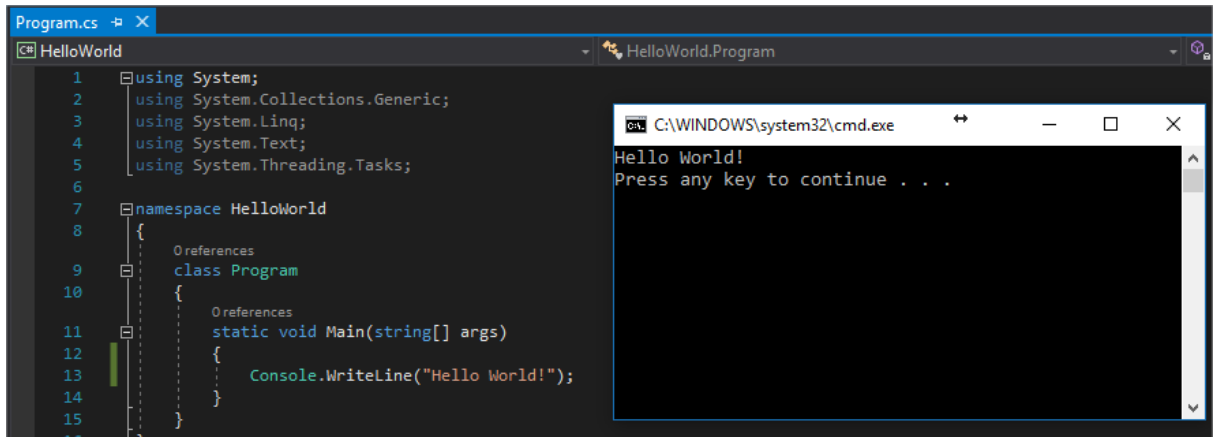 Program.cs
C# HelloWorld
HelloWorld.Program
1 using System;
2 using System.Collections.Generic;
3 using System.Linq;
4 using System.Text;
5 using System.Threading.Tasks;
6
7 namespace HelloWorld
8 {
0 references
9 class Program
10 {
0 references
11 static void Main(string[] args)
12 {
13 Console.WriteLine("Hello World!");
14 }
15 }
C:\WINDOWS\system32\cmd.exe
Hello World!
Press any key to continue . . .